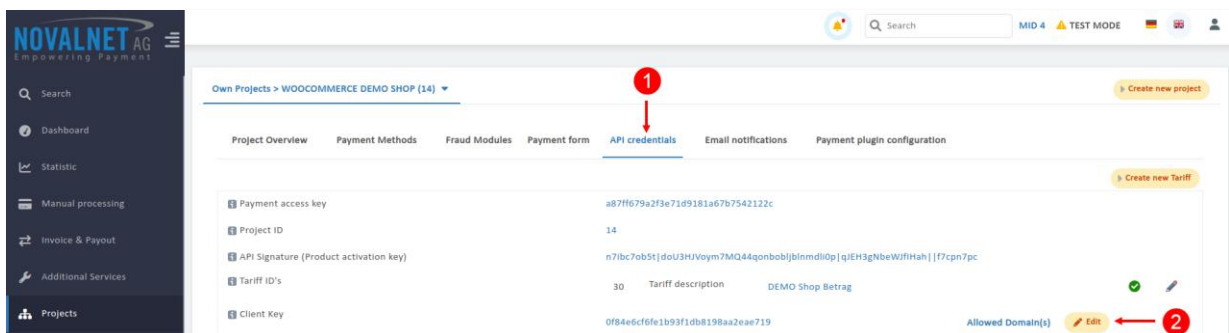 NOVALNET AG
Empowering Payment
Search
MID 4
TEST MODE
Search
Dashboard
Statistic
Manual processing
Invoice & Payout
Additional Services
Projects
Own Projects > WOOCOMMERCE DEMO SHOP (14)
1
Create new project
Project Overview
Payment Methods
Fraud Modules
Payment form
API credentials
Email notifications
Payment plugin configuration
Create new Tariff
Payment access key
a87ff679a2f3e71d9181a67b7542122c
Project ID
14
API Signature (Product activation key)
n7ibc7ob5t|doU3HJVoym7MQ44qonbobljblnmdli0p|qJEH3gNbeWJfiHah||f7cpn7pc
Tariff ID's
30
Tariff description
DEMO Shop Betrag
Client Key
0f84e6cf6fe1b93f1db8198aa2eae719
Allowed Domain(s)
Edit
2